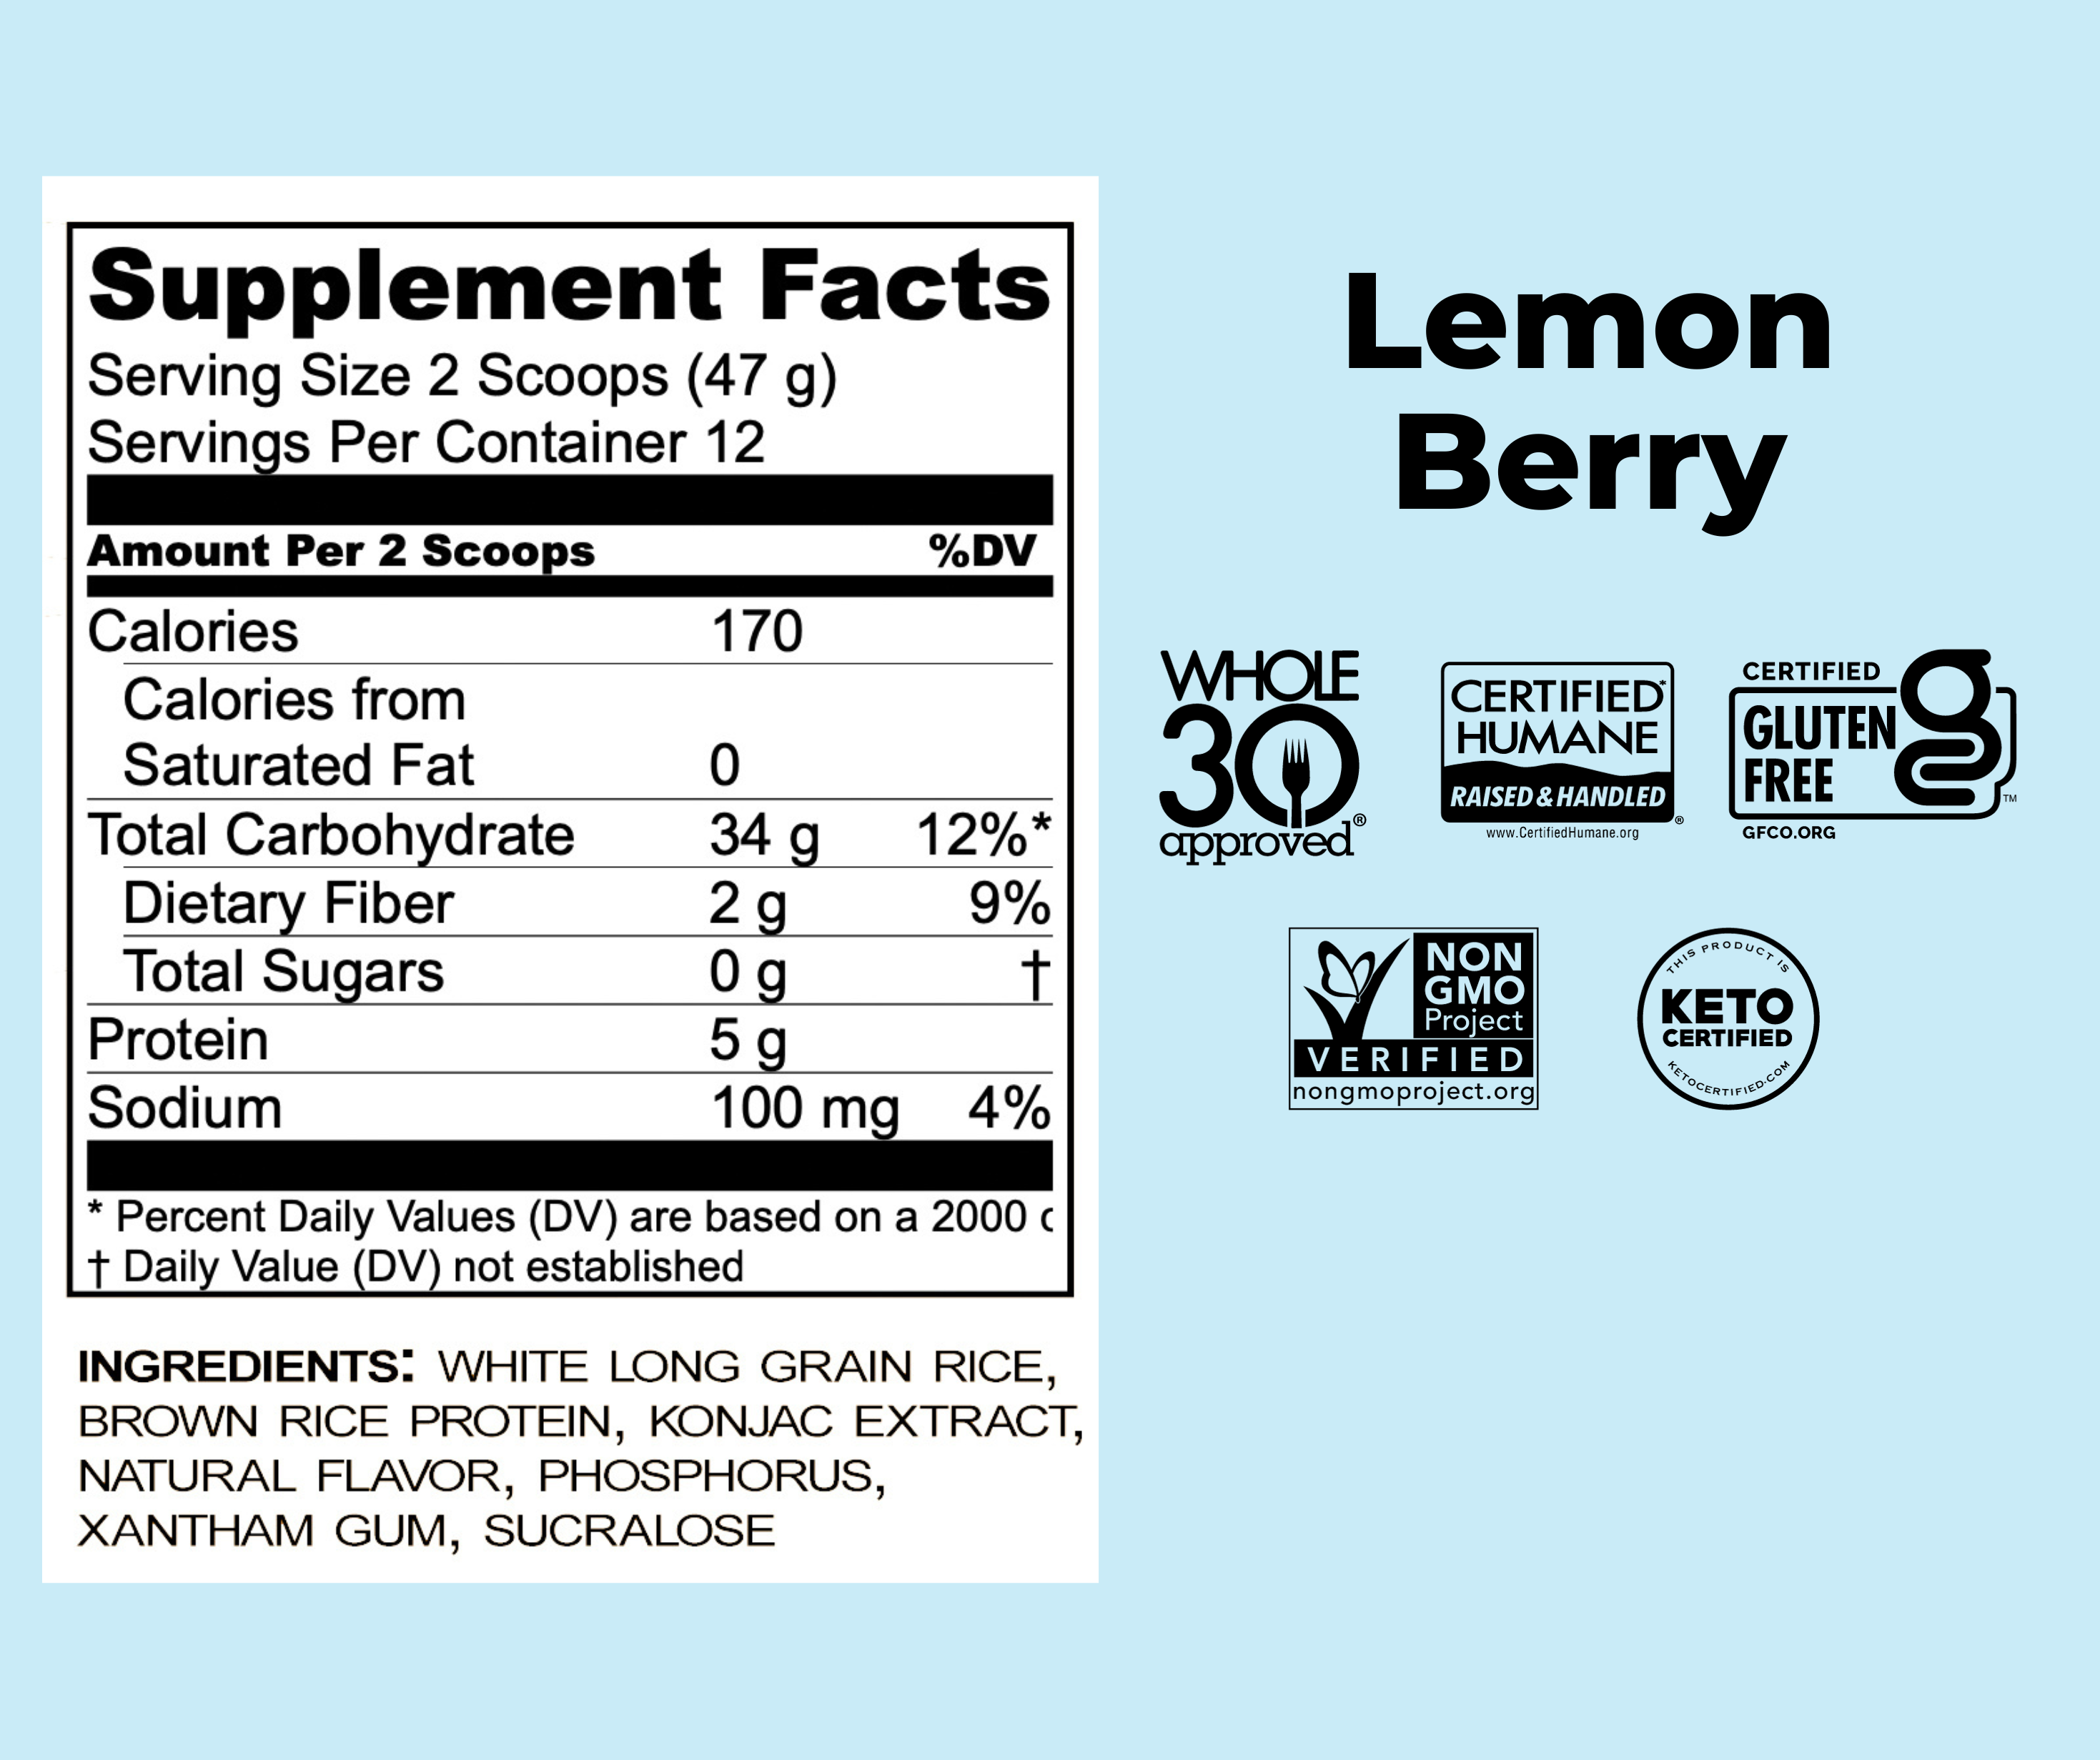 Supplement Facts
Serving Size 2 Scoops (47 g)
Servings Per Container 12
Amount Per 2 Scoops %DV
Calories 170
Calories from
Saturated Fat 0
Total Carbohydrate 34 g 12%*
Dietary Fiber 2 g 9%
Total Sugars 0 g †
Protein 5 g
Sodium 100 mg 4%
* Percent Daily Values (DV) are based on a 2000 c
† Daily Value (DV) not established
INGREDIENTS: WHITE LONG GRAIN RICE,
BROWN RICE PROTEIN, KONJAC EXTRACT,
NATURAL FLAVOR, PHOSPHORUS,
XANTHAM GUM, SUCRALOSE
Lemon
Berry
WHOLE
30
approved®
CERTIFIED*
HUMANE
RAISED & HANDLED
®
www.CertifiedHumane.org
CERTIFIED
GLUTEN
FREE
g
TM
GFCO.ORG
NON
GMO
Project
VERIFIED
nongmoproject.org
THIS PRODUCT IS
KETO
CERTIFIED
KETOCERTIFIED.COM